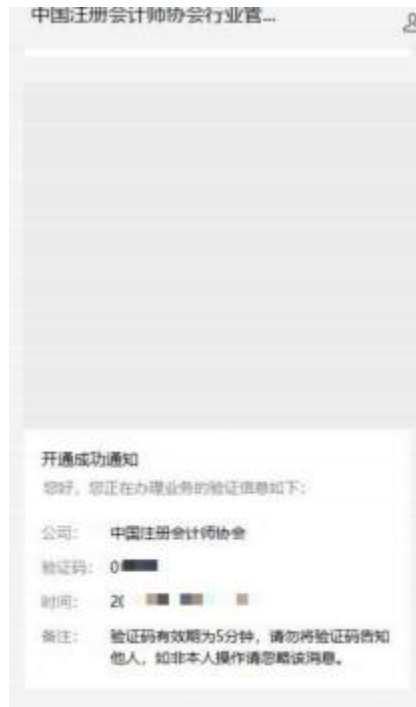 中国注册会计师协会行业管...
开通成功通知
您好，您正在办理业务的验证信息如下：
公司： 中国注册会计师协会
验证码： 0
时间： 20
备注： 验证码有效期为5分钟，请勿将验证码告知
他人，如非本人操作请忽略该消息。